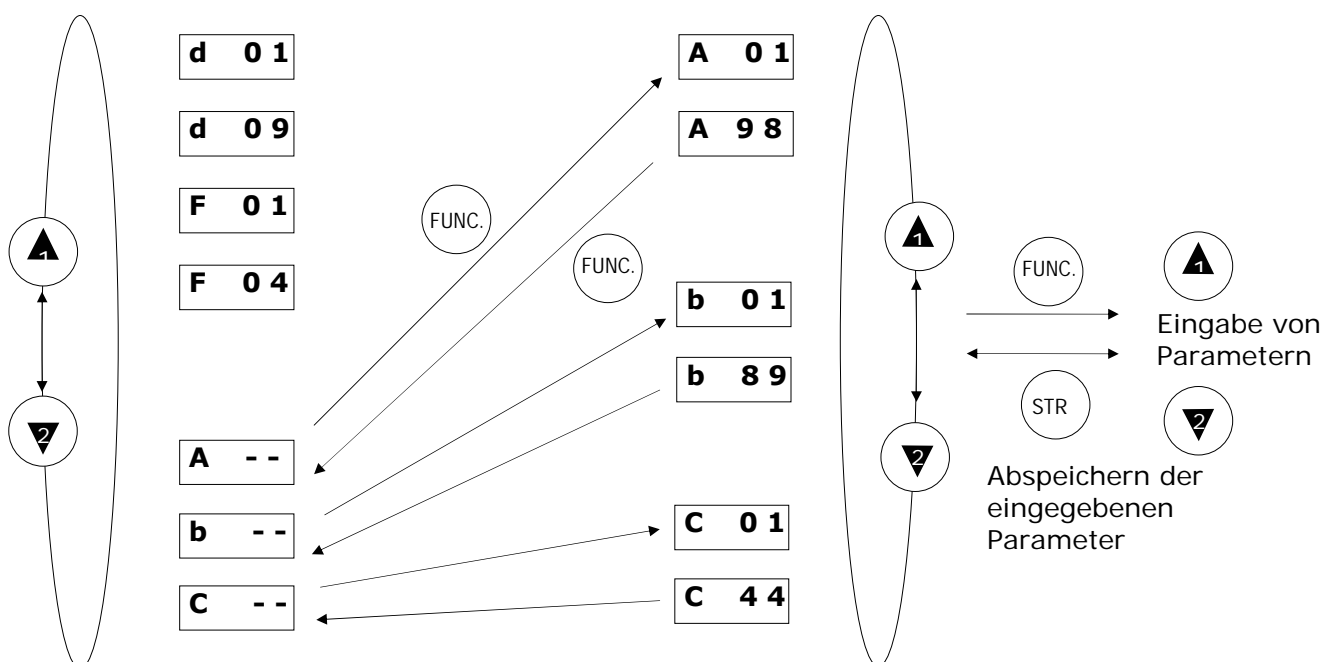 d 01
d 09
F 01
F 04
A --
b --
C --
FUNC.
FUNC.
A 01
A 98
b 01
b 89
C 01
C 44
1
2
1
2
FUNC.
STR
1
2
Eingabe von
Parametern
Abspeichern der
eingegebenen
Parameter